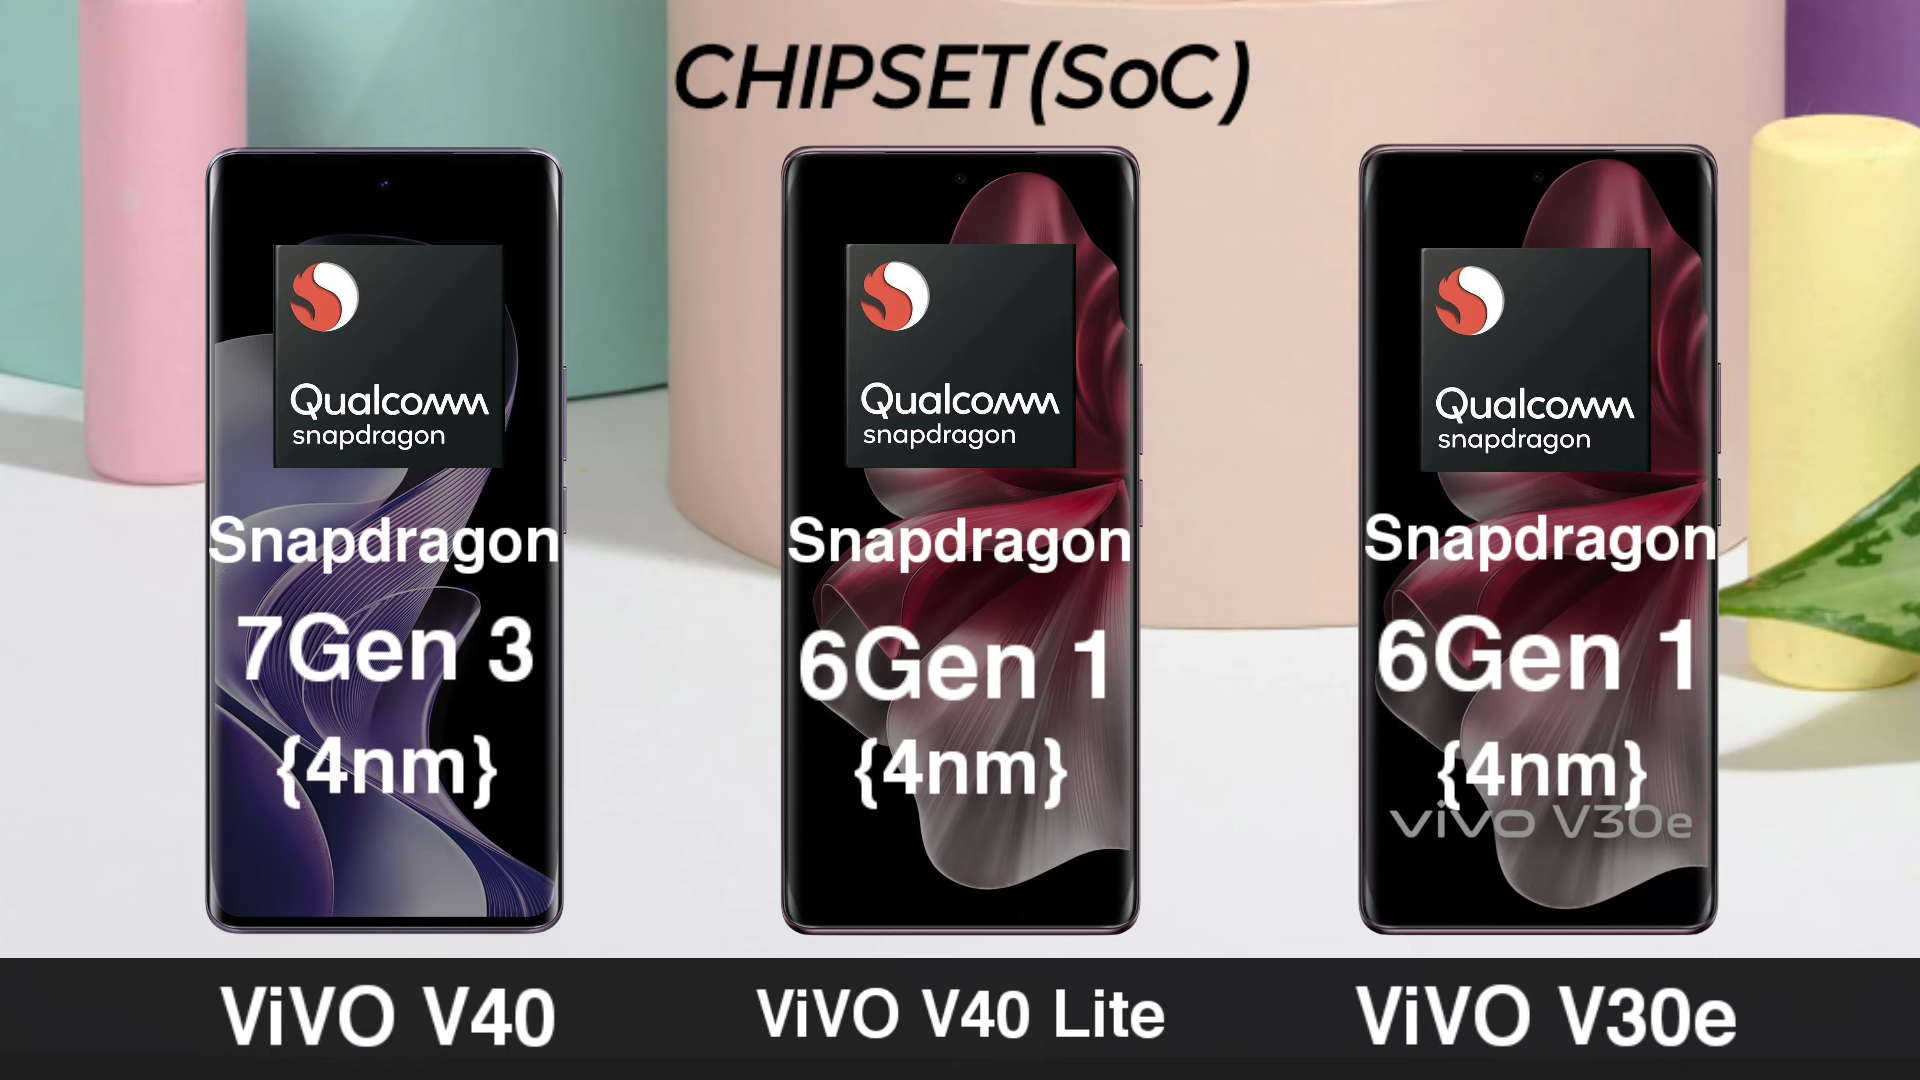 CHIPSET(SoC)
Qualcomm
snapdragon
Snapdragon
7Gen 3
{4nm}
ViVO V40
Qualcomm
snapdragon
Snapdragon
6Gen 1
{4nm}
ViVO V40 Lite
Qualcomm
snapdragon
Snapdragon
6Gen 1
{4nm}
vivo V30e
ViVO V30e